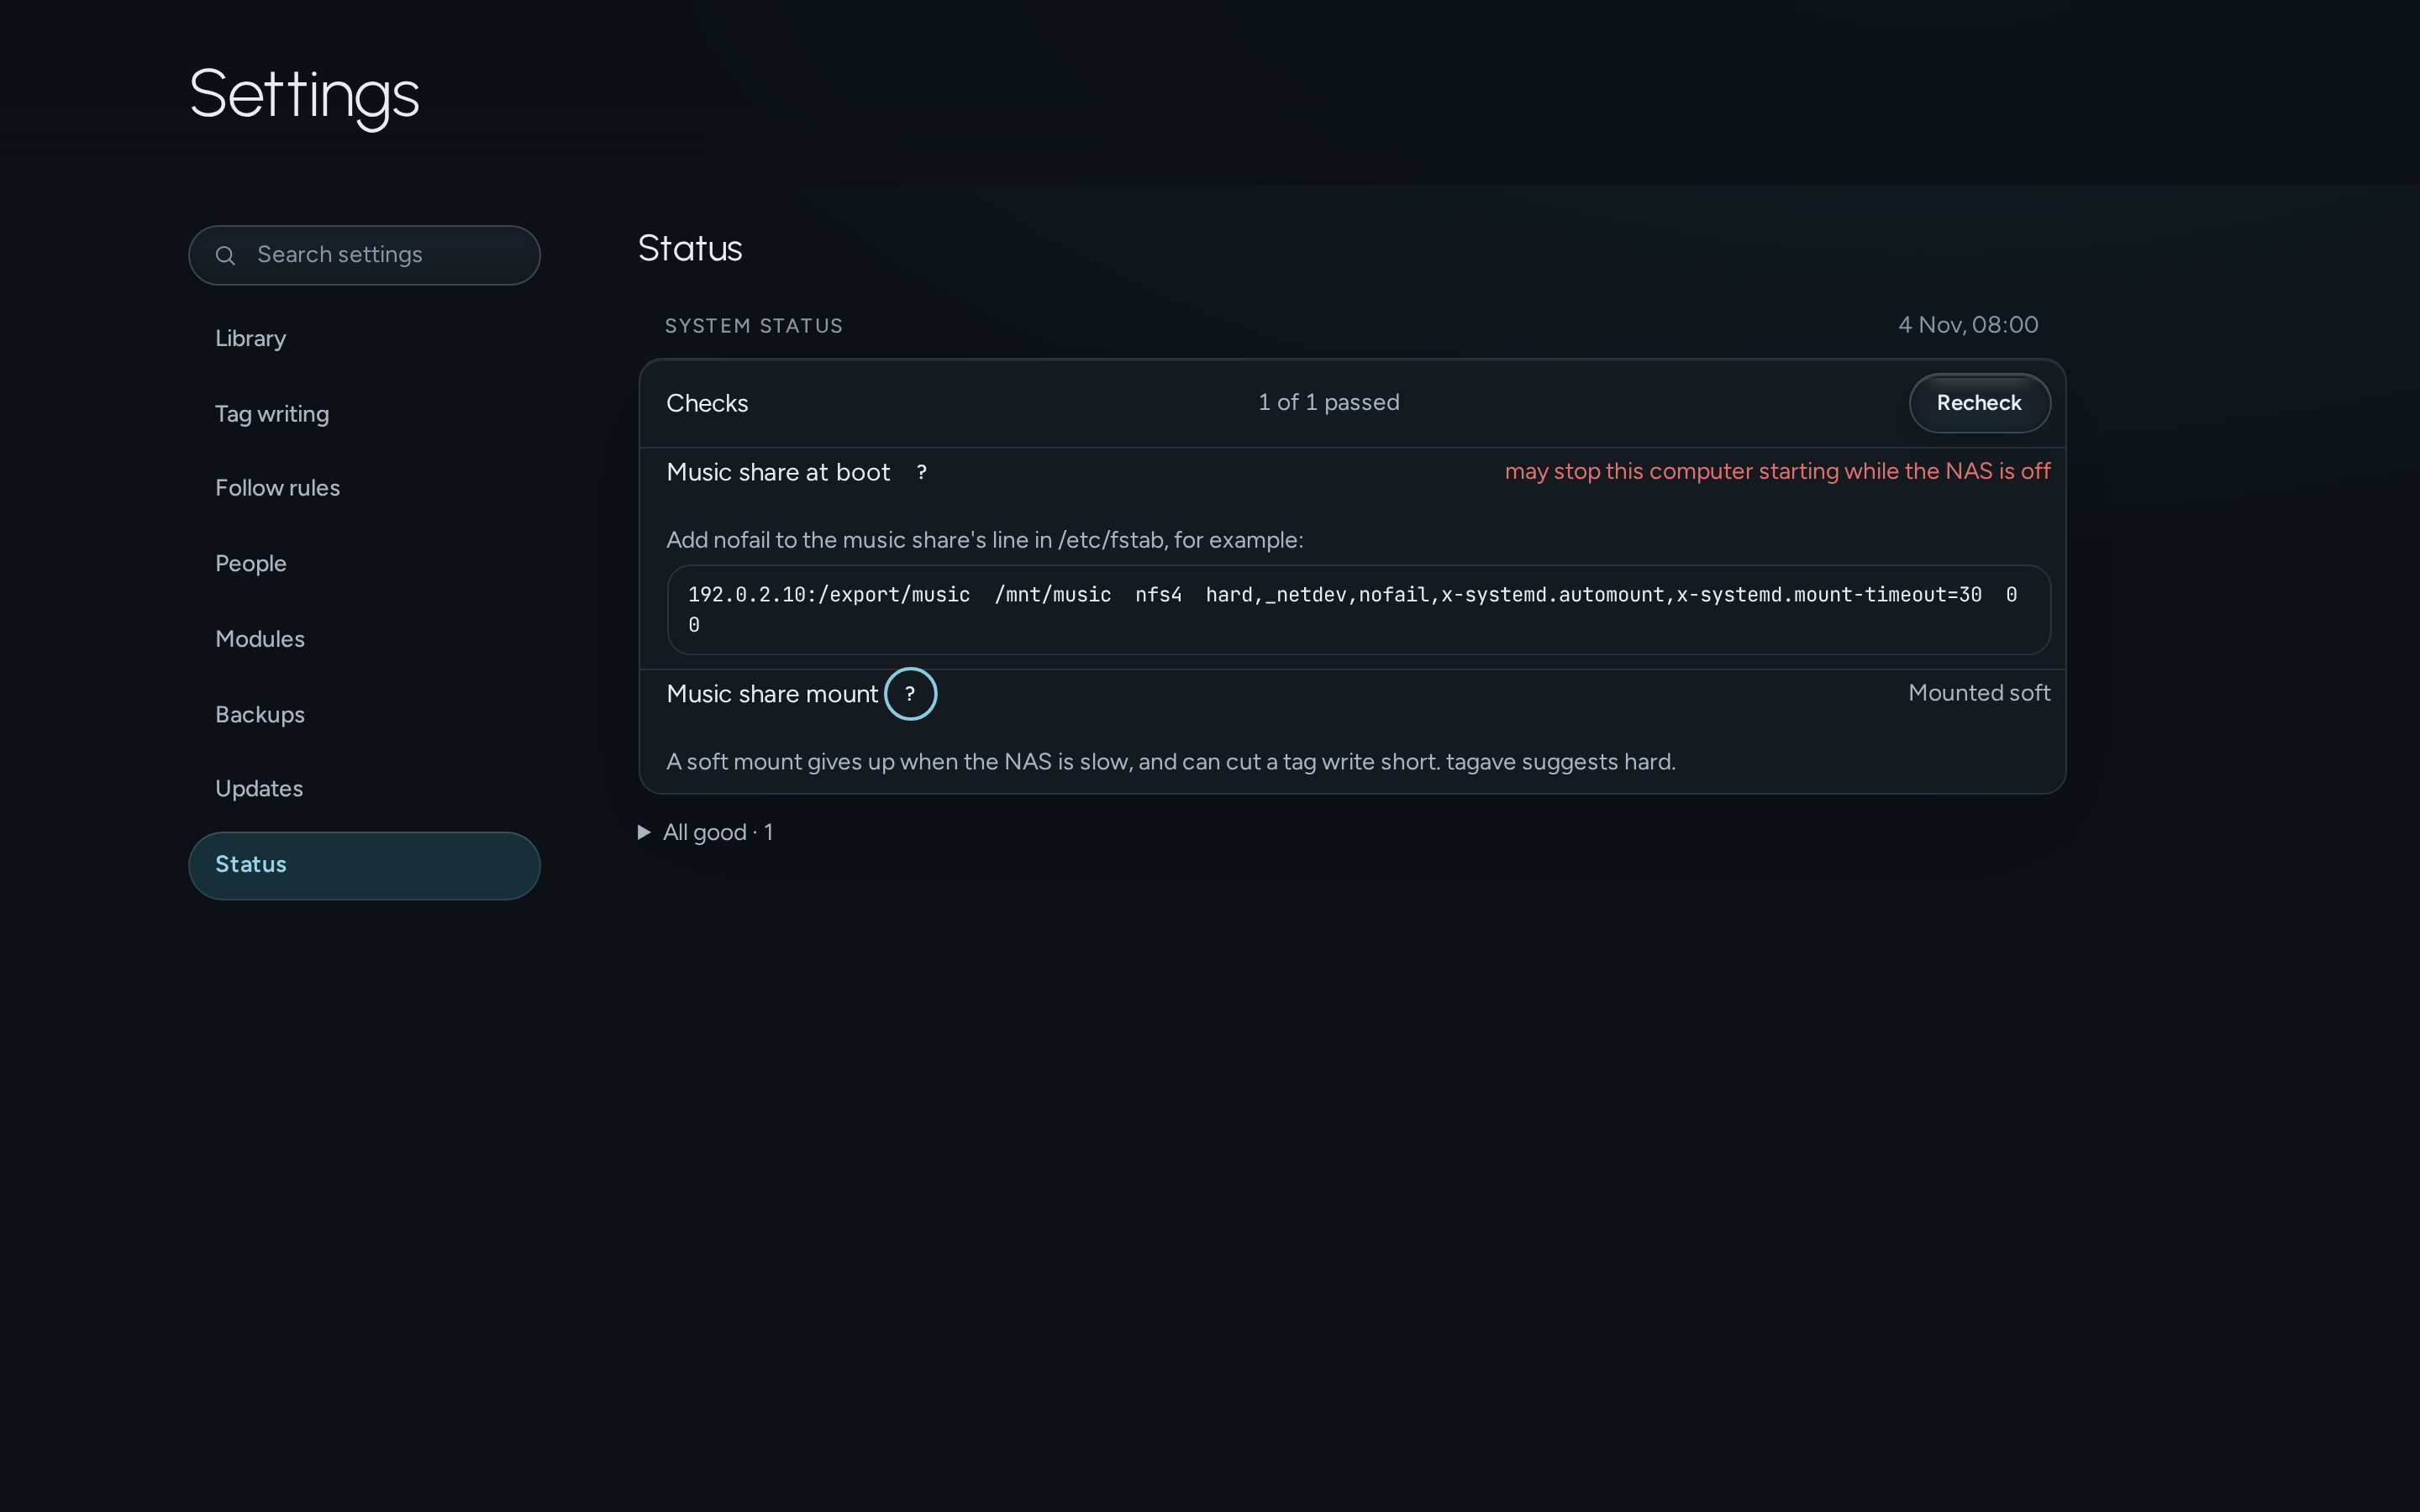 Settings
Search settings
Library
Tag writing
Follow rules
People
Modules
Backups
Updates
Status
Status
SYSTEM STATUS
4 Nov, 08:00
Checks
1 of 1 passed
Recheck
Music share at boot ?
may stop this computer starting while the NAS is off
Add nofail to the music share's line in /etc/fstab, for example:
192.0.2.10:/export/music  /mnt/music  nfs4  hard,_netdev,nofail,x-systemd.automount,x-systemd.mount-timeout=30  0
0
Music share mount ?
Mounted soft
A soft mount gives up when the NAS is slow, and can cut a tag write short. tagave suggests hard.
All good · 1